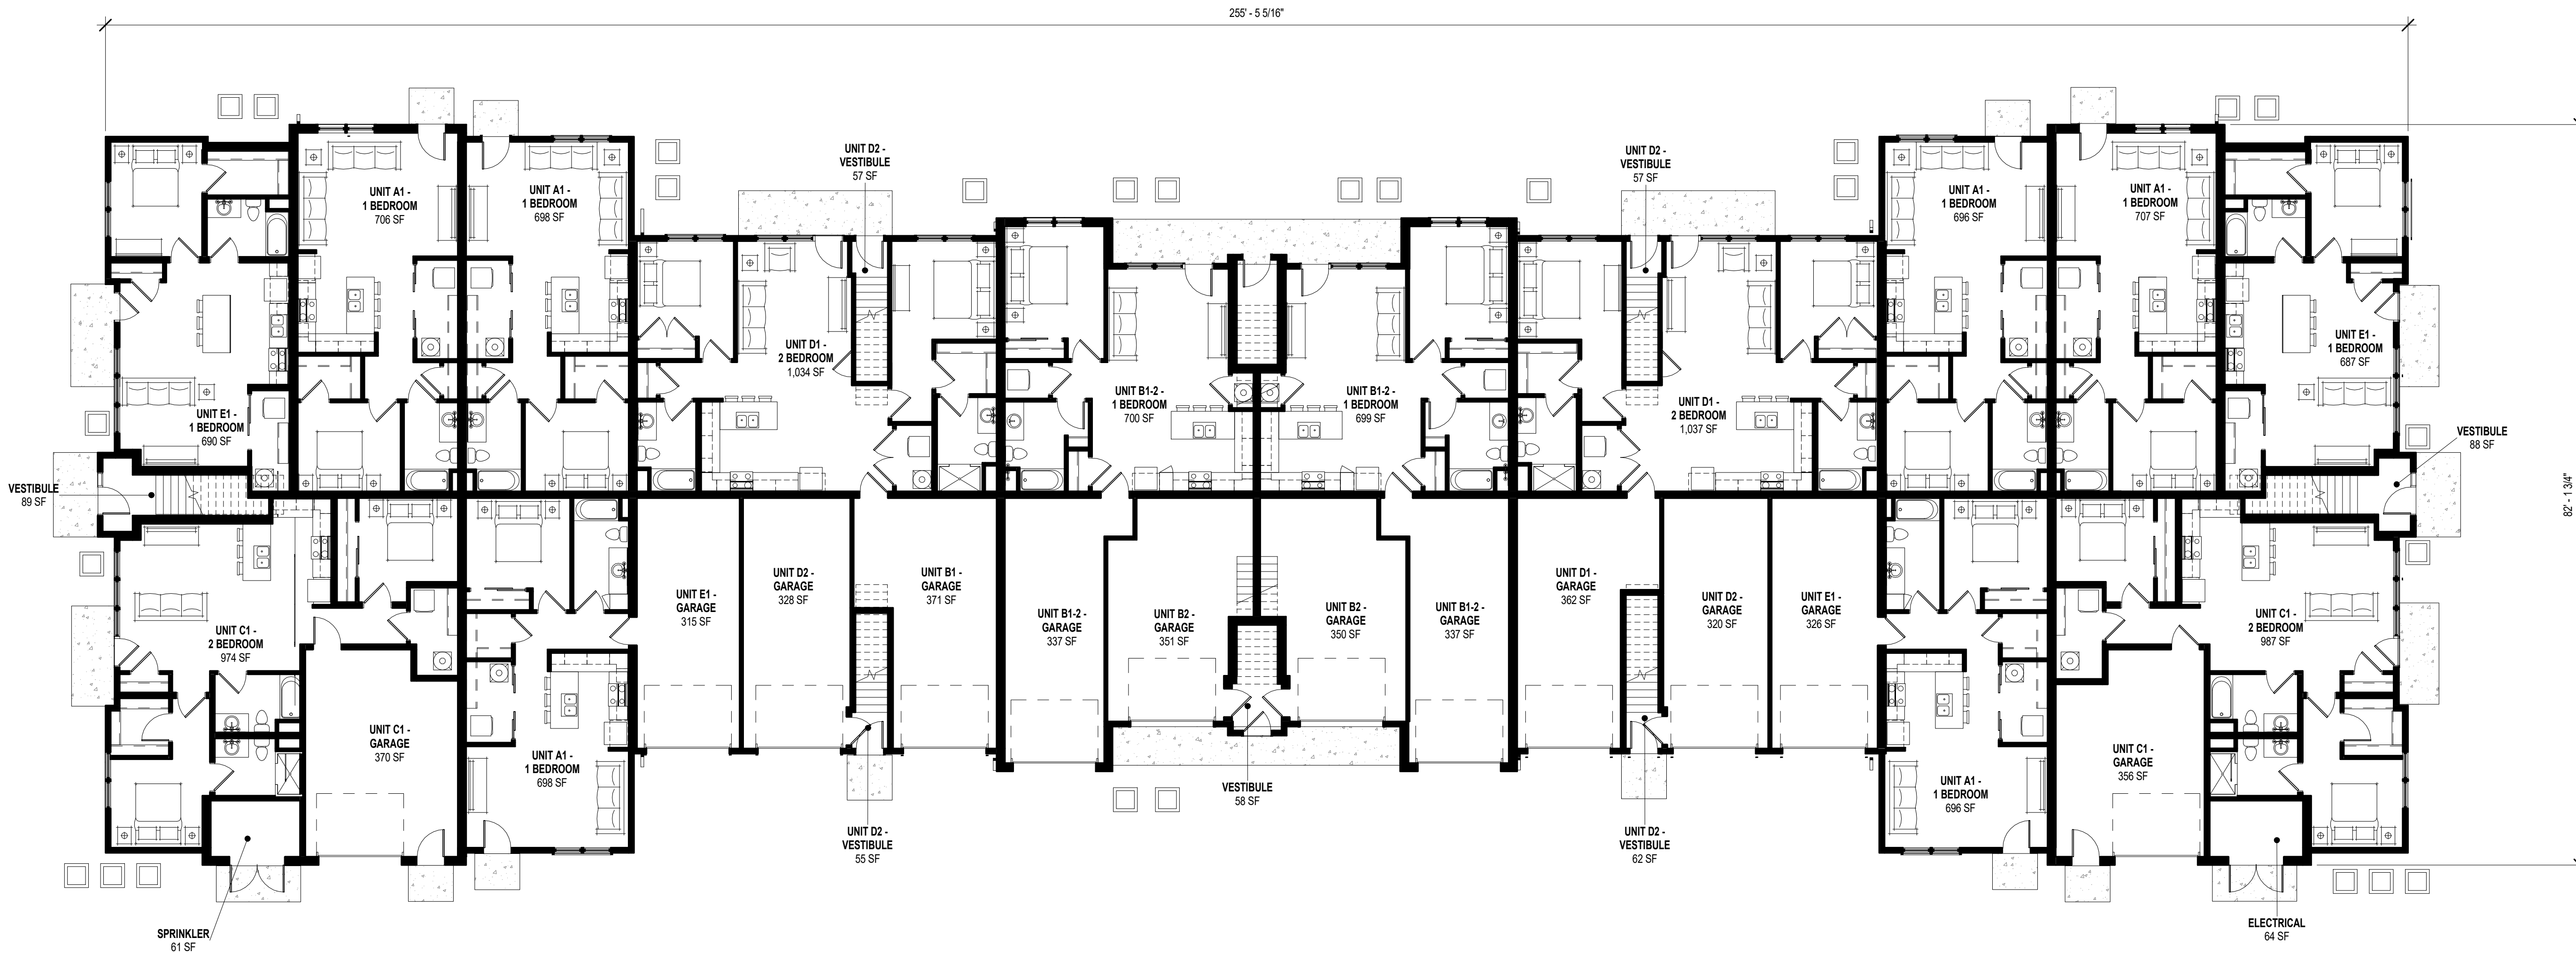 255' - 5 5/16"
UNIT D2 -
VESTIBULE
57 SF
UNIT D2 -
VESTIBULE
57 SF
UNIT A1 -
1 BEDROOM
706 SF
UNIT A1 -
1 BEDROOM
698 SF
UNIT A1 -
1 BEDROOM
696 SF
UNIT A1 -
1 BEDROOM
707 SF
UNIT D1 -
2 BEDROOM
1,034 SF
UNIT E1 -
1 BEDROOM
687 SF
UNIT E1 -
1 BEDROOM
690 SF
UNIT B1-2 -
1 BEDROOM
700 SF
UNIT B1-2 -
1 BEDROOM
699 SF
UNIT D1 -
2 BEDROOM
1,037 SF
VESTIBULE
88 SF
VESTIBULE
89 SF
82' - 1 3/4"
UNIT E1 -
GARAGE
315 SF
UNIT D2 -
GARAGE
328 SF
UNIT B1 -
GARAGE
371 SF
UNIT B1-2 -
GARAGE
337 SF
UNIT B2 -
GARAGE
351 SF
UNIT B2 -
GARAGE
350 SF
UNIT B1-2 -
GARAGE
337 SF
UNIT D1 -
GARAGE
362 SF
UNIT D2 -
GARAGE
320 SF
UNIT E1 -
GARAGE
326 SF
UNIT C1 -
2 BEDROOM
974 SF
UNIT C1 -
2 BEDROOM
987 SF
UNIT C1 -
GARAGE
370 SF
UNIT A1 -
1 BEDROOM
698 SF
UNIT A1 -
1 BEDROOM
696 SF
UNIT C1 -
GARAGE
356 SF
VESTIBULE
58 SF
UNIT D2 -
VESTIBULE
55 SF
UNIT D2 -
VESTIBULE
62 SF
SPRINKLER
61 SF
ELECTRICAL
64 SF